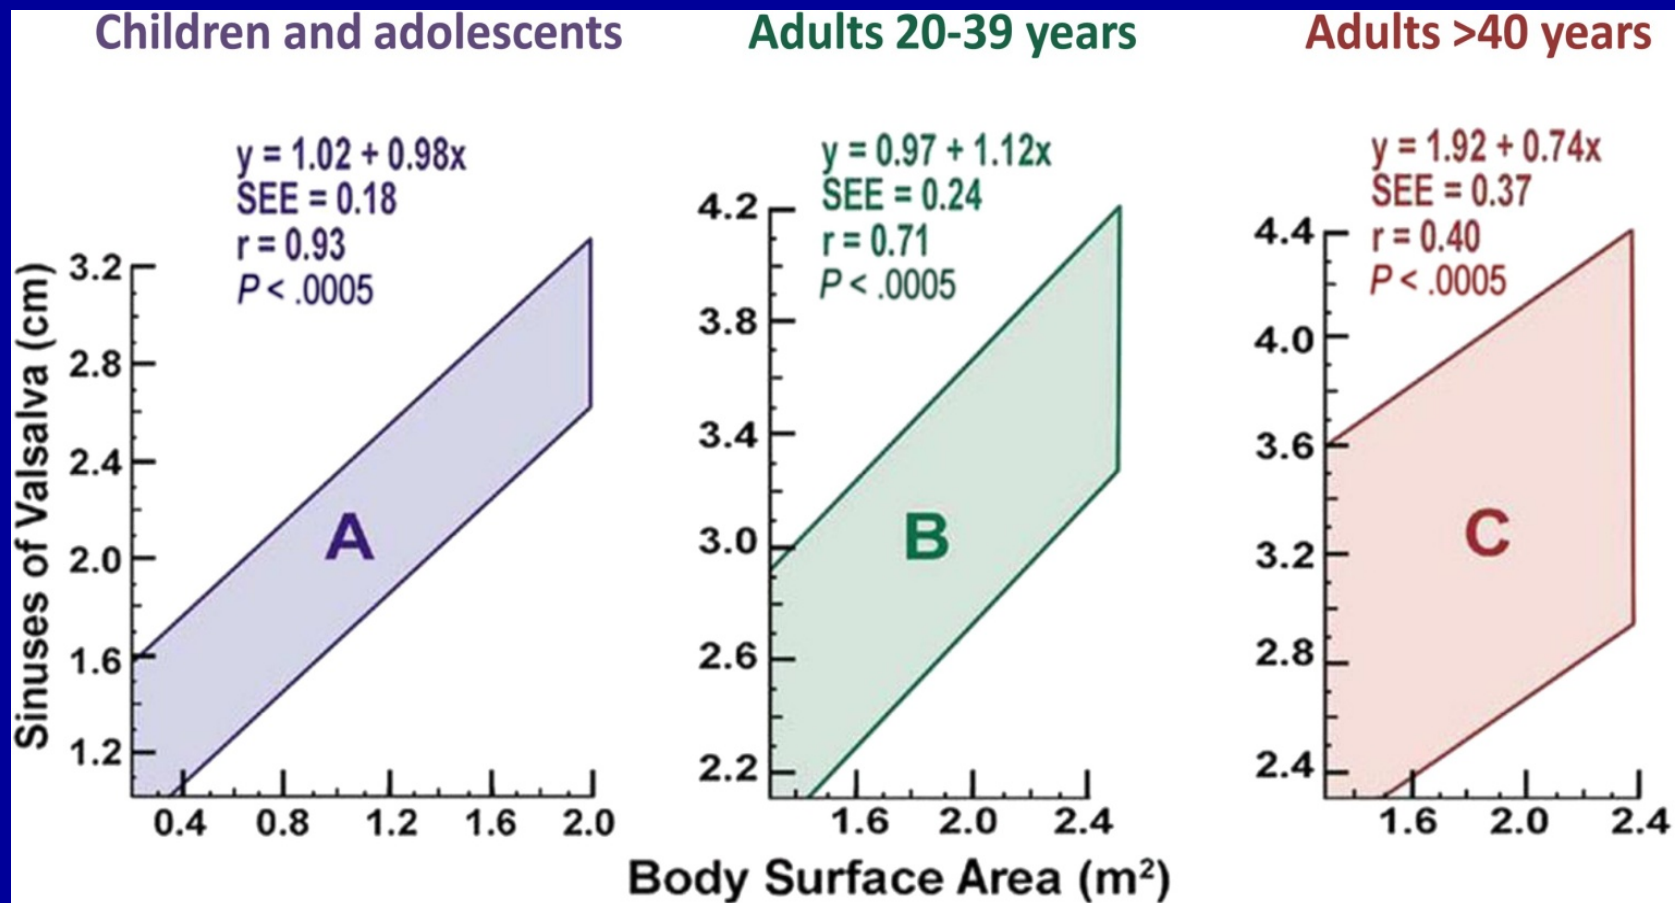 Children and adolescents
Adults 20-39 years
Adults >40 years
y = 1.02 + 0.98x
SEE = 0.18
r = 0.93
P < .0005
y = 0.97 + 1.12x
SEE = 0.24
r = 0.71
P < .0005
y = 1.92 + 0.74x
SEE = 0.37
r = 0.40
P < .0005
Sinuses of Valsalva (cm)
3.2
2.8
2.4
2.0
1.6
1.2
A
0.4 0.8 1.2 1.6 2.0
4.2
3.8
3.4
3.0
2.6
2.2
B
1.6 2.0 2.4
4.4
4.0
3.6
3.2
2.8
2.4
C
1.6 2.0 2.4
Body Surface Area (m²)